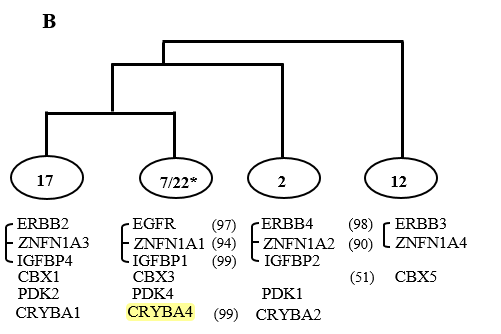 B
17 7/22* 2 12
ERBB2 EGFR (97) ERBB4 (98) ERBB3
ZNFN1A3 ZNFN1A1 (94) ZNFN1A2 (90) ZNFN1A4
IGFBP4 IGFBP1 (99) IGFBP2
CBX1 CBX3 (51) CBX5
PDK2 PDK4 PDK1
CRYBA1 CRYBA4 (99) CRYBA2